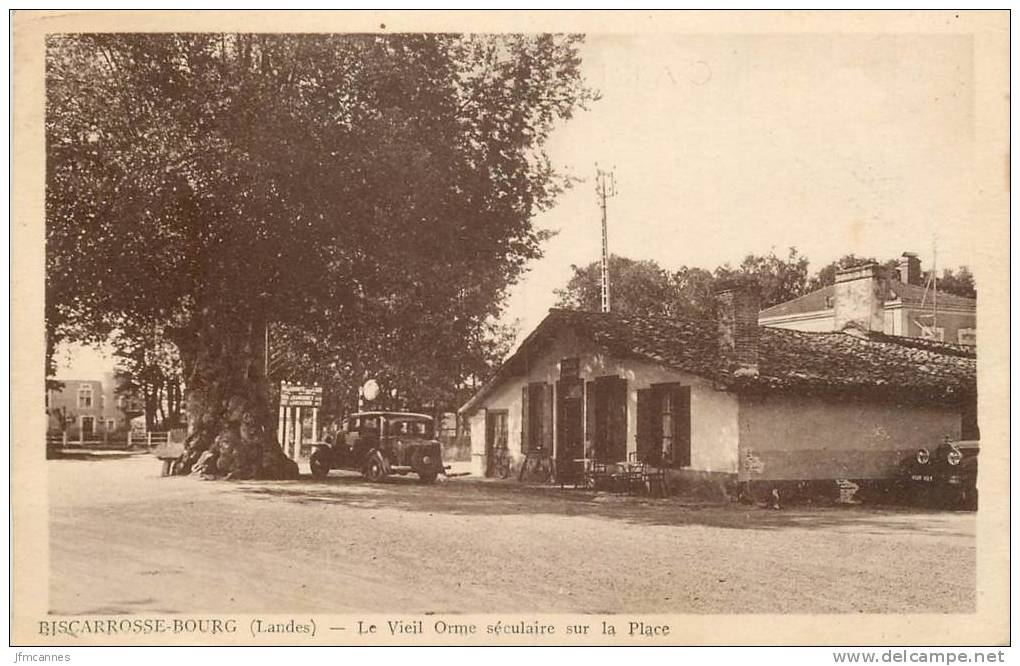 BISCARROSSE-BOURG (Landes) — Le Vieil Orme séculaire sur la Place
jfmcannes
www.delcampe.net